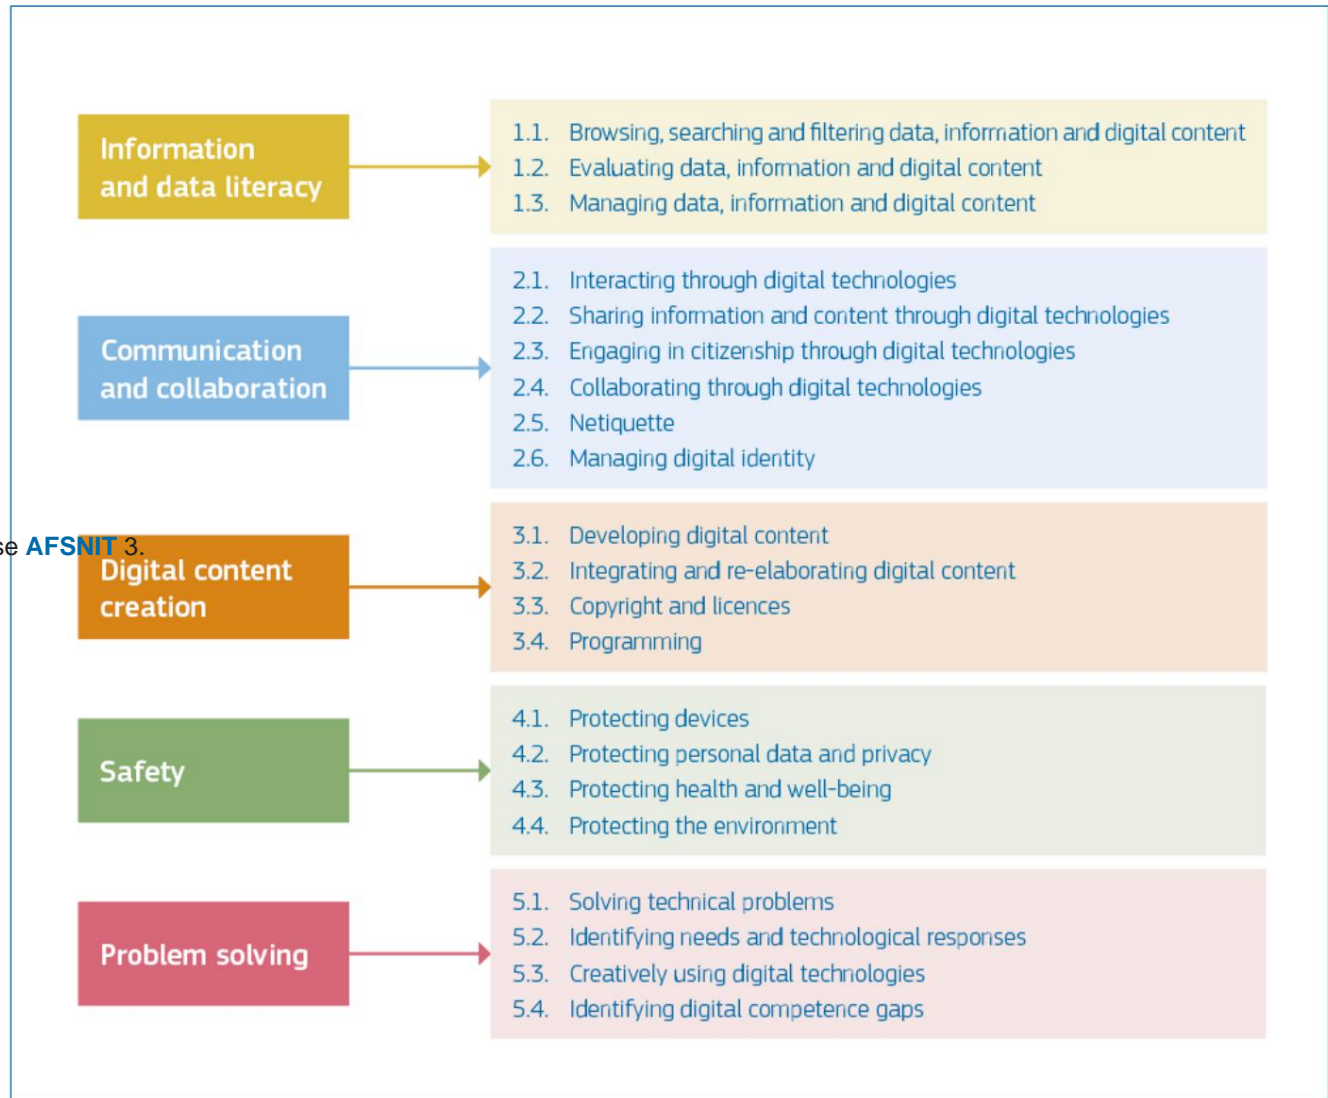 Information
and data literacy
1.1. Browsing, searching and filtering data, information and digital content
1.2. Evaluating data, information and digital content
1.3. Managing data, information and digital content
Communication
and collaboration
2.1. Interacting through digital technologies
2.2. Sharing information and content through digital technologies
2.3. Engaging in citizenship through digital technologies
2.4. Collaborating through digital technologies
2.5. Netiquette
2.6. Managing digital identity
se AFSNIT 3.
Digital content
creation
3.1. Developing digital content
3.2. Integrating and re-elaborating digital content
3.3. Copyright and licences
3.4. Programming
Safety
4.1. Protecting devices
4.2. Protecting personal data and privacy
4.3. Protecting health and well-being
4.4. Protecting the environment
Problem solving
5.1. Solving technical problems
5.2. Identifying needs and technological responses
5.3. Creatively using digital technologies
5.4. Identifying digital competence gaps